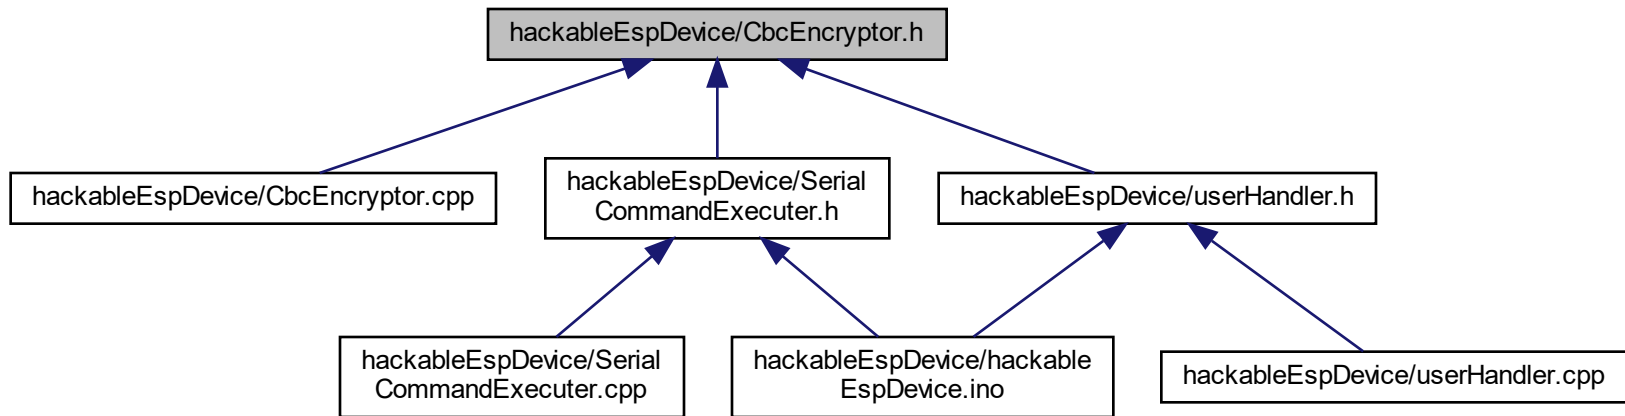 hackableEspDevice/CbcEncryptor.h
hackableEspDevice/CbcEncryptor.cpp
hackableEspDevice/Serial
CommandExecuter.h
hackableEspDevice/userHandler.h
hackableEspDevice/Serial
CommandExecuter.cpp
hackableEspDevice/hackable
EspDevice.ino
hackableEspDevice/userHandler.cpp